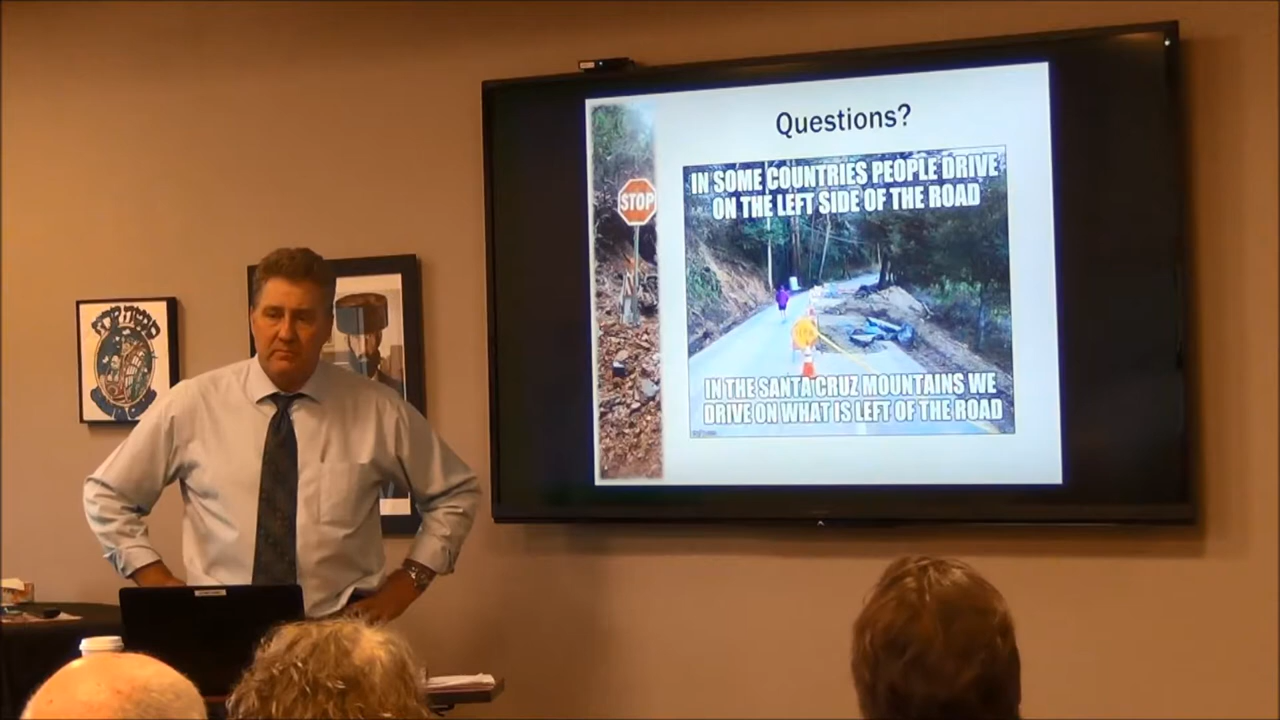 Questions?
STOP
IN SOME COUNTRIES PEOPLE DRIVE
ON THE LEFT SIDE OF THE ROAD
IN THE SANTA CRUZ MOUNTAINS WE
DRIVE ON WHAT IS LEFT OF THE ROAD